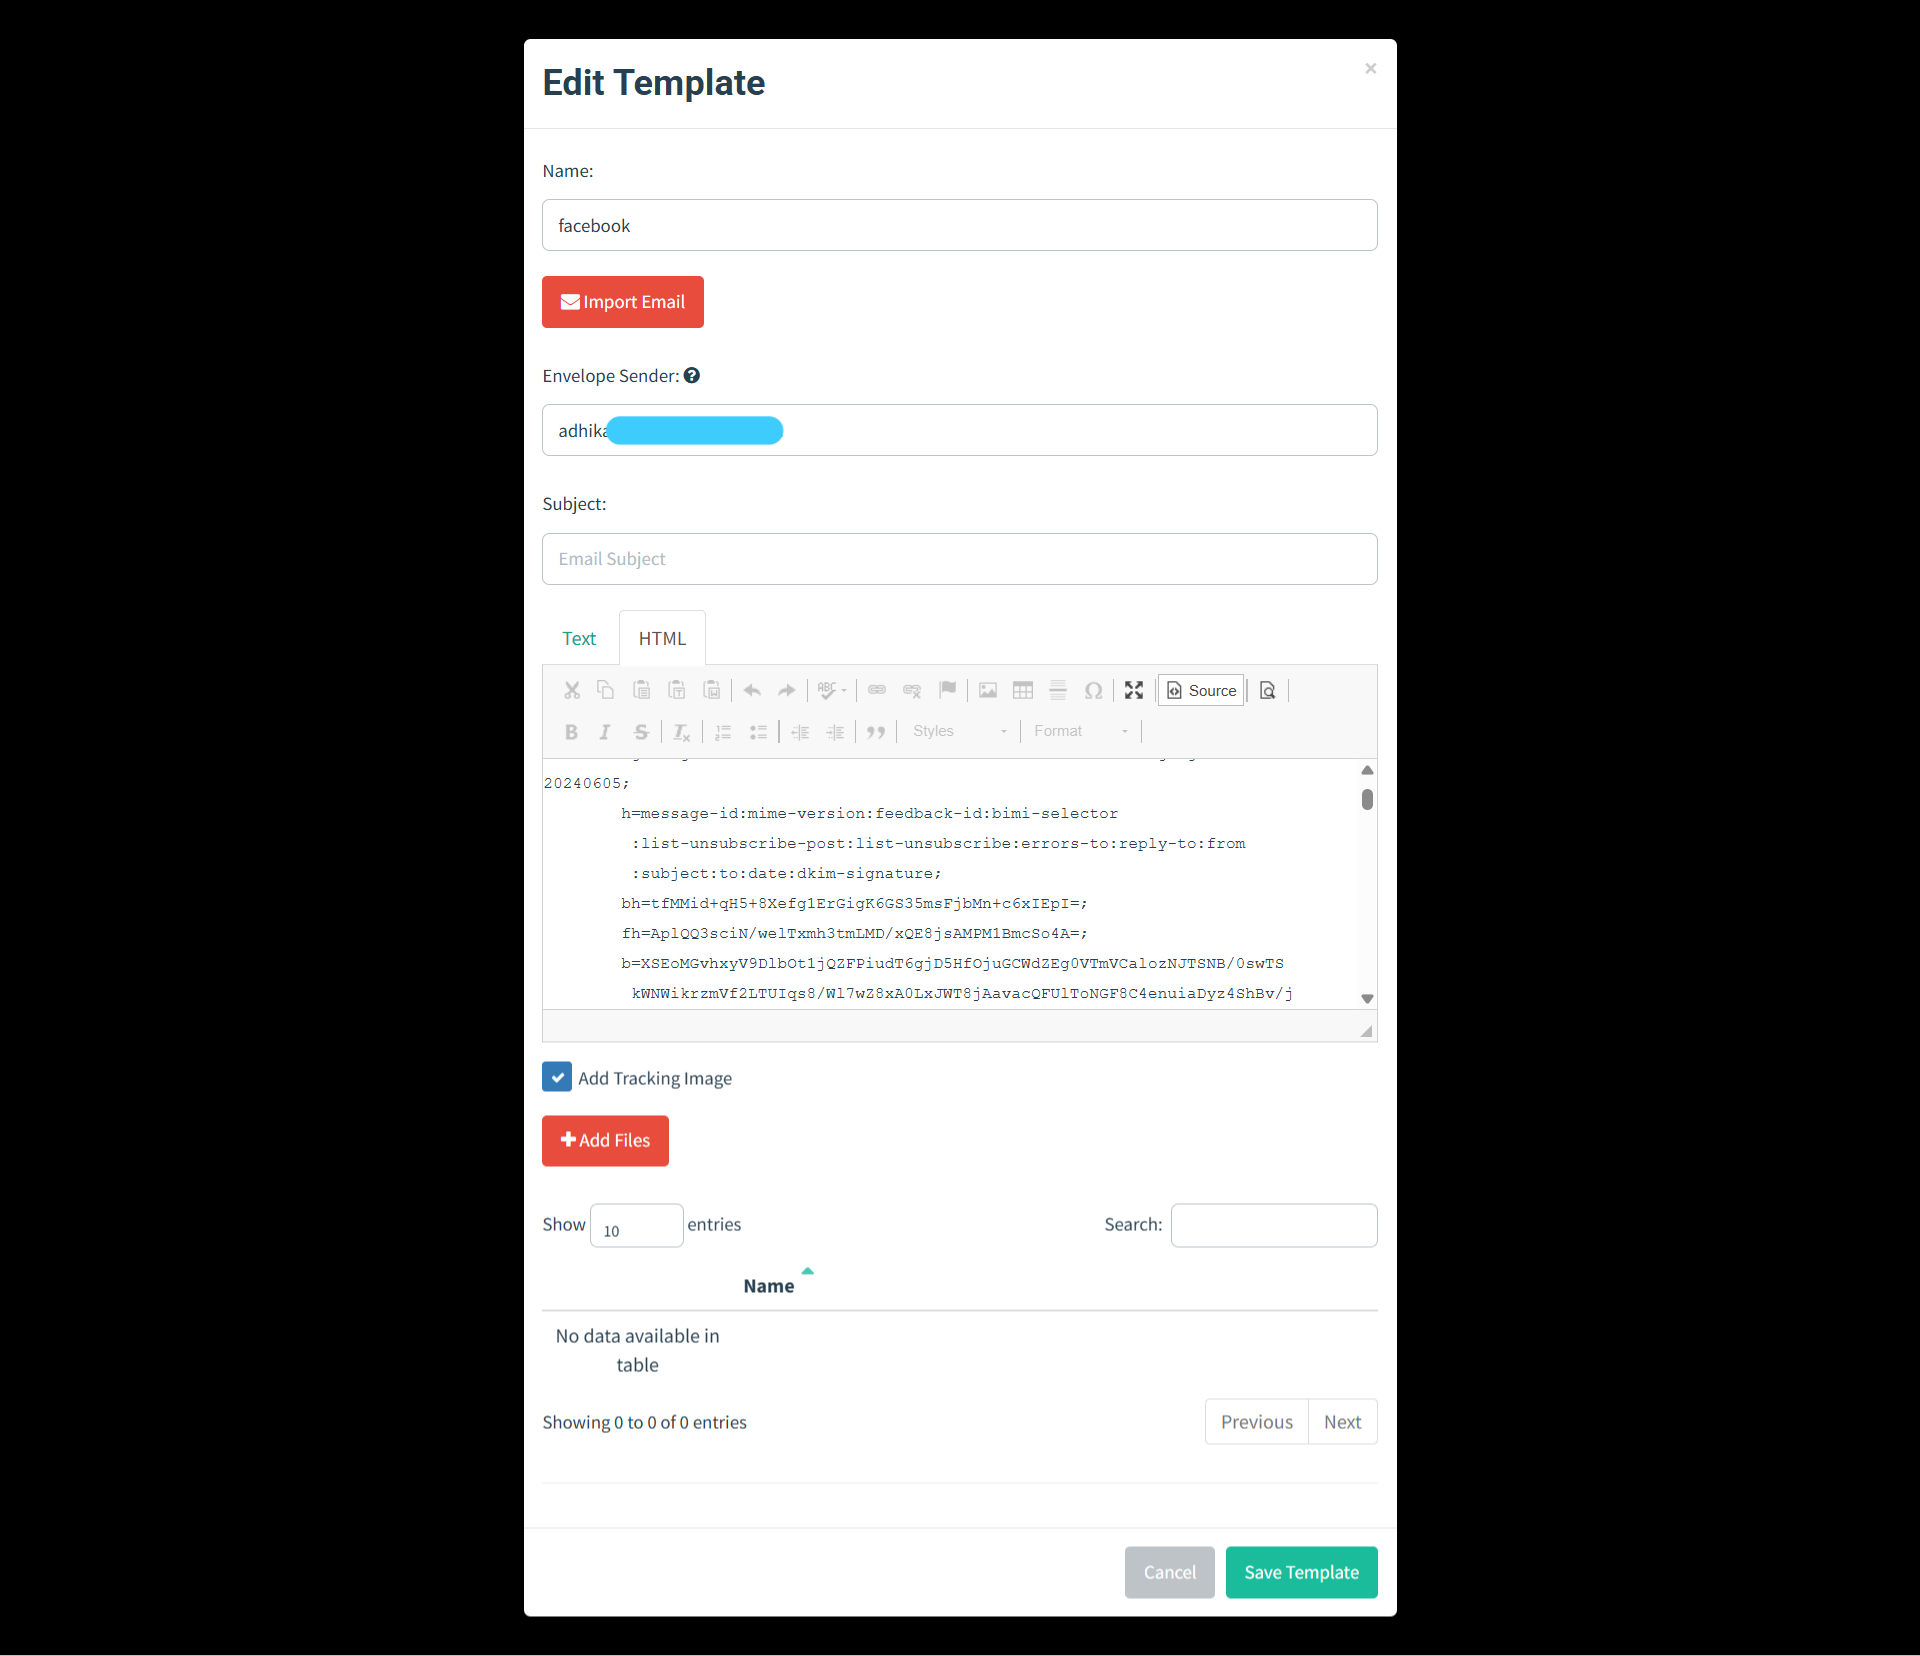 Edit Template
×
Name:
facebook
Import Email
Envelope Sender:
adhika
Subject:
Email Subject
Text HTML
ABC Source
B I S Tx Styles Format
20240605;
h=message-id:mime-version:feedback-id:bimi-selector
:list-unsubscribe-post:list-unsubscribe:errors-to:reply-to:from
:subject:to:date:dkim-signature;
bh=tfMMid+qH5+8Xefg1ErGigK6GS35msFjbMn+c6xIEpI=;
fh=AplQQ3sciN/welTxmh3tmLMD/xQE8jsAMPM1BmcSo4A=;
b=XSEoMGvhxyV9DlbOt1jQZFPiudT6gjD5HfOjuGCWdZEg0VTmVCalozNJTSNB/0swTS
kWNWikrzmVf2LTUIqs8/Wl7wZ8xA0LxJWT8jAavacQFUlToNGF8C4enuiaDyz4ShBv/j
Add Tracking Image
Add Files
Show 10 entries Search:
Name
No data available in
table
Showing 0 to 0 of 0 entries
Previous Next
Cancel Save Template